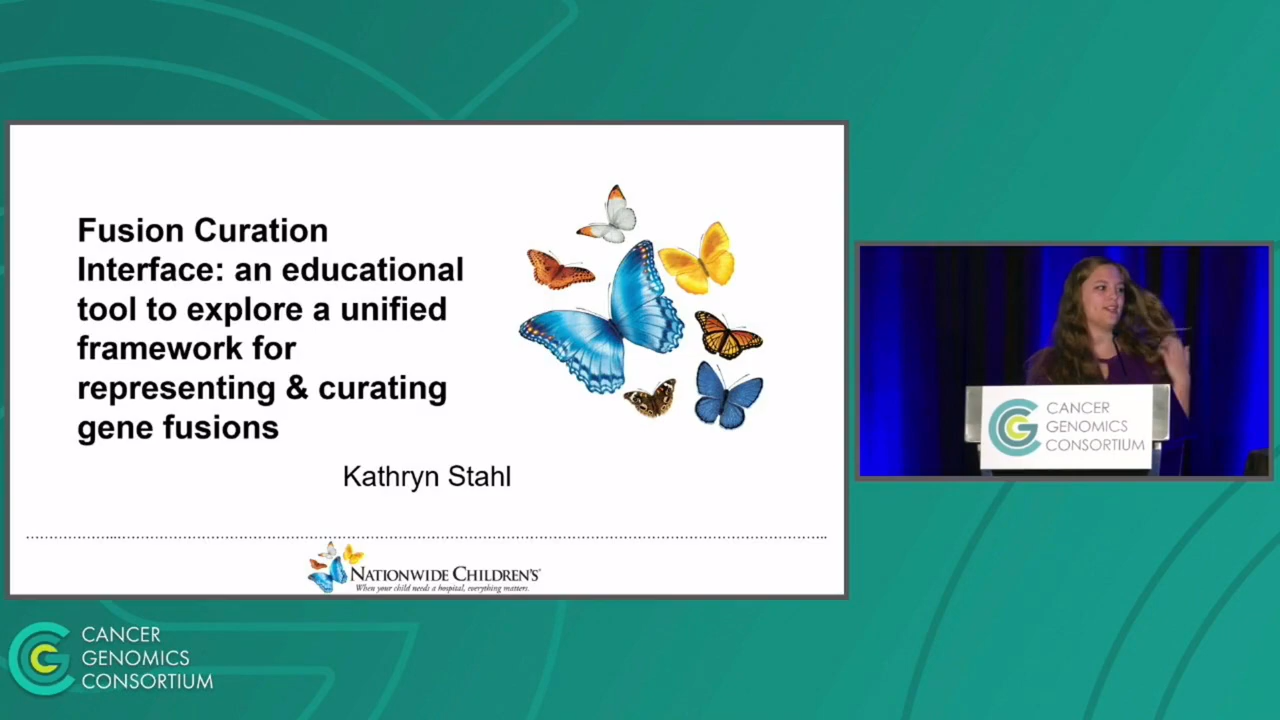 Fusion Curation
Interface: an educational
tool to explore a unified
framework for
representing & curating
gene fusions
Kathryn Stahl
NATIONWIDE CHILDREN'S
When your child needs a hospital, everything matters.
CANCER
GENOMICS
CONSORTIUM
CANCER
GENOMICS
CONSORTIUM